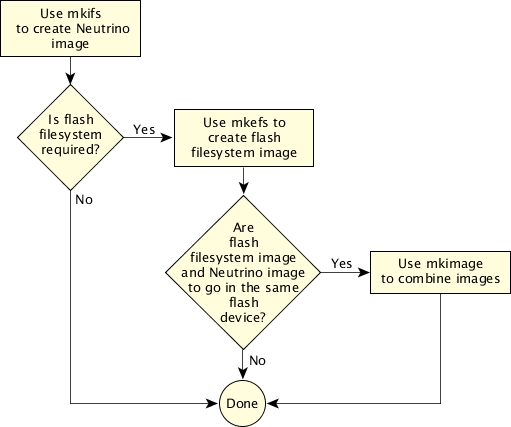 Use mkifs
to create Neutrino
image
Is flash
filesystem
required?
Yes
Use mkefs to
create flash
filesystem image
No
Are
flash
filesystem image
and Neutrino image
to go in the same
flash
device?
Yes
Use mkimage
to combine images
No
Done